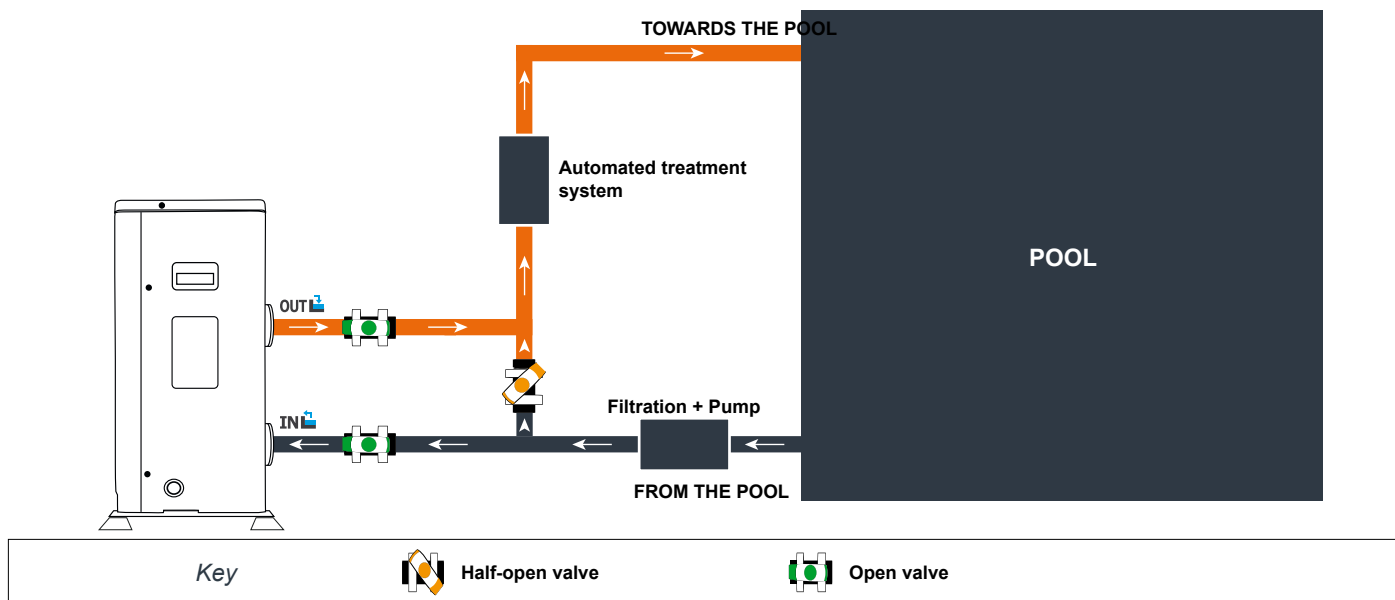 TOWARDS THE POOL
Automated treatment
system
POOL
OUT
IN
Filtration + Pump
FROM THE POOL
Key
Half-open valve
Open valve